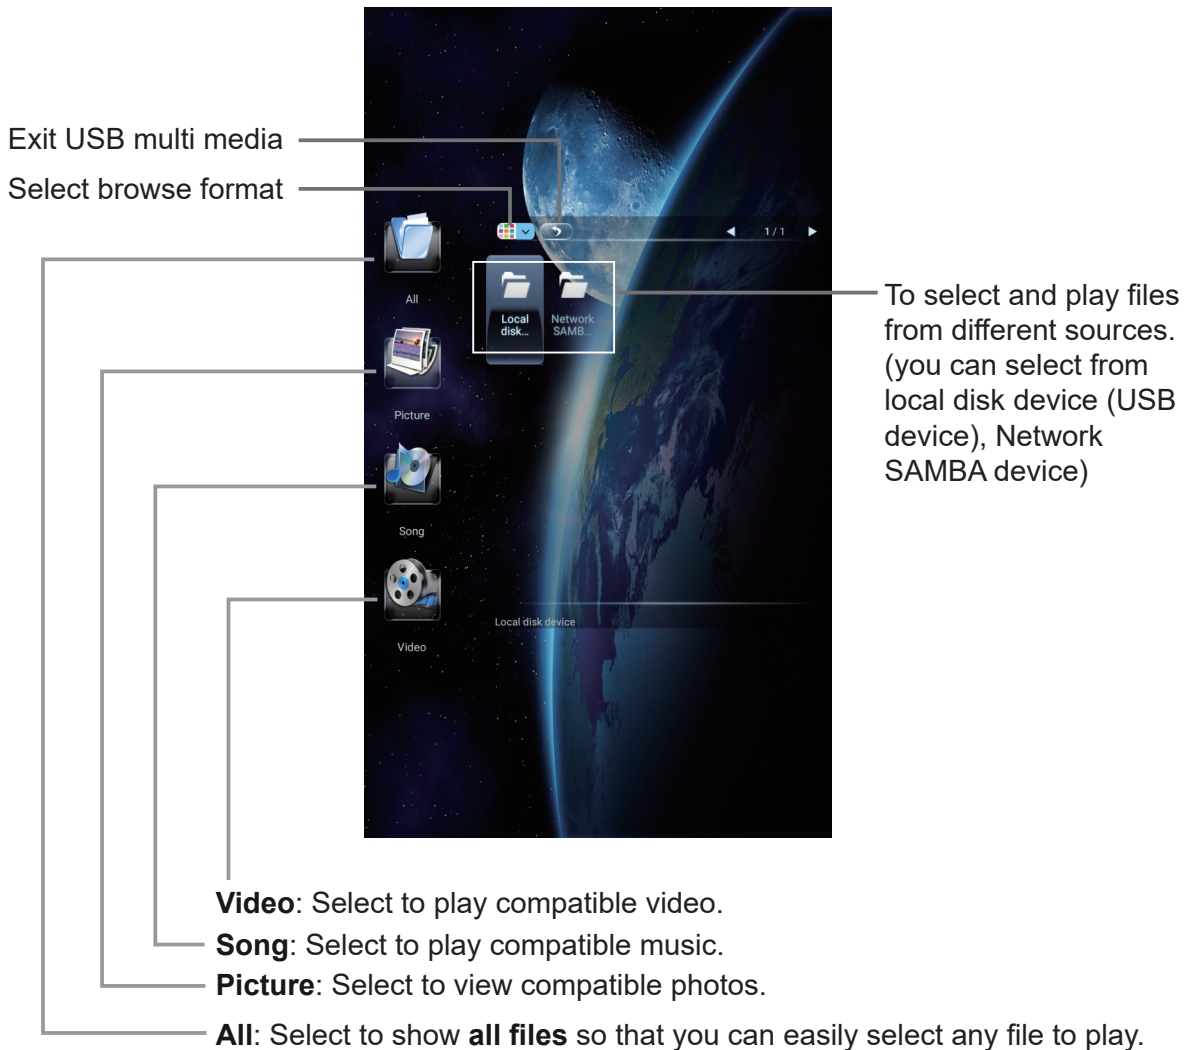 Exit USB multi media
Select browse format
1 / 1
All
Local
disk...
Network
SAMB...
Picture
Song
Video
Local disk device
To select and play files
from different sources.
(you can select from
local disk device (USB
device), Network
SAMBA device)
Video: Select to play compatible video.
Song: Select to play compatible music.
Picture: Select to view compatible photos.
All: Select to show all files so that you can easily select any file to play.